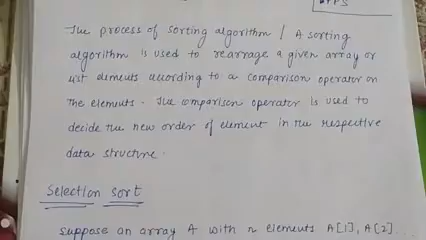 PPS
The process of sorting algorithm / A sorting
algorithm is used to rearrage a given array or
list elements according to a comparison operator on
the elements. The comparison operator is used to
decide the new order of element in the respective
data structure.
Selection sort
Suppose an array A with n elements A[1], A[2]...